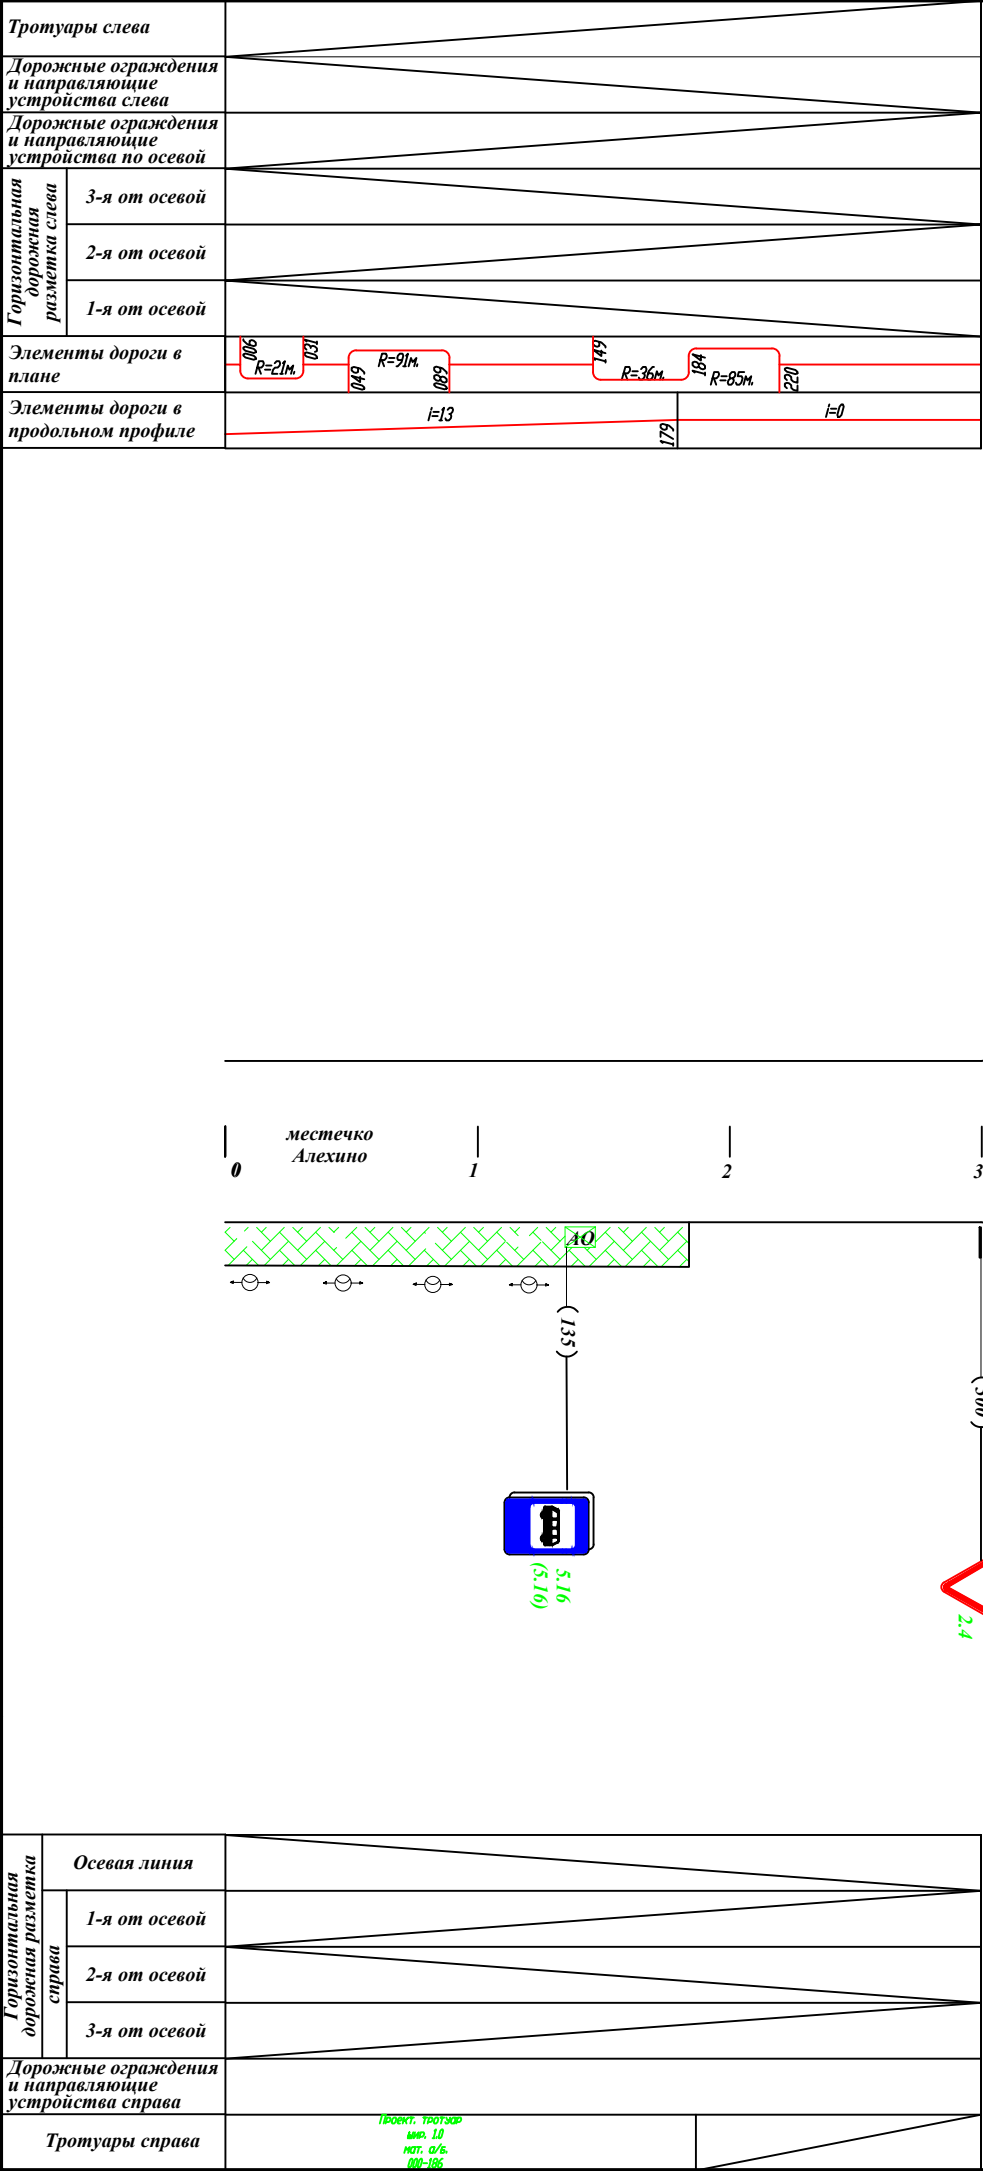 Тротуары слева
Дорожные ограждения
и направляющие
устройства слева
Дорожные ограждения
и направляющие
устройства по осевой
Горизонтальная
дорожная
разметка слева
3-я от осевой
2-я от осевой
1-я от осевой
Элементы дороги в
плане
006
R=21м.
031
049
R=91м.
089
149
R=36м.
184
R=85м.
220
Элементы дороги в
продольном профиле
i=13
179
i=0
местечко
Алехино
0
1
2
3
АО
(135)
(300)
5.16
(5.16)
2.4
Горизонтальная
дорожная разметка
справа
Осевая линия
1-я от осевой
2-я от осевой
3-я от осевой
Дорожные ограждения
и направляющие
устройства справа
Тротуары справа
Проект. тротуар
шир. 1.0
мат. а/б.
000-186